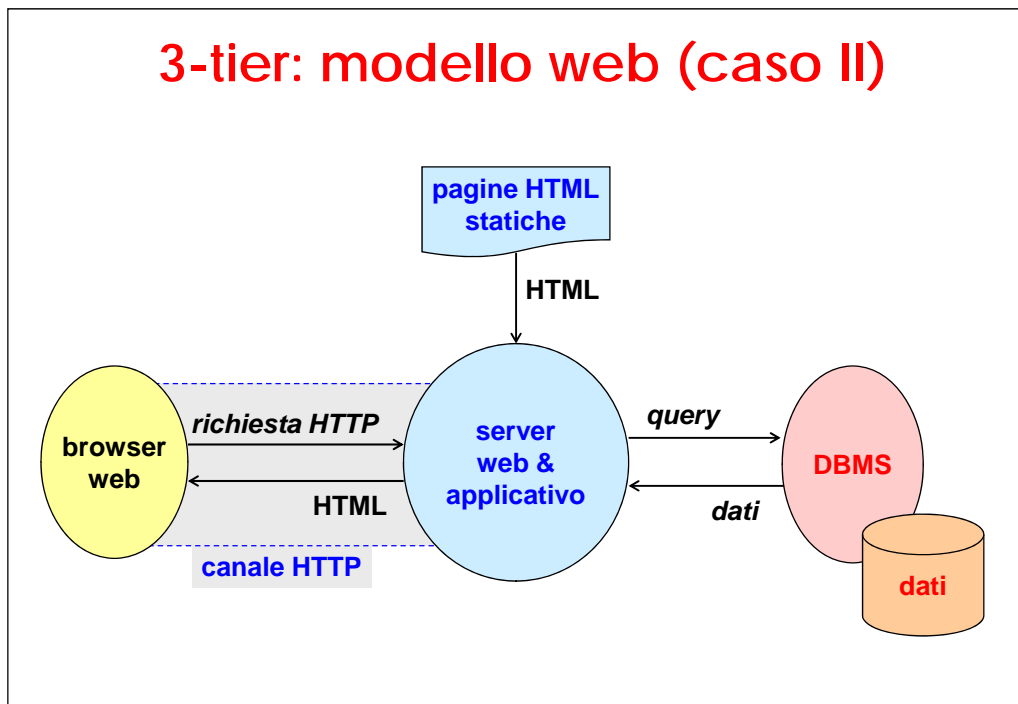 3-tier: modello web (caso II)
pagine HTML
statiche
HTML
richiesta HTTP
browser
web
HTML
canale HTTP
server
web &
applicativo
query
dati
DBMS
dati